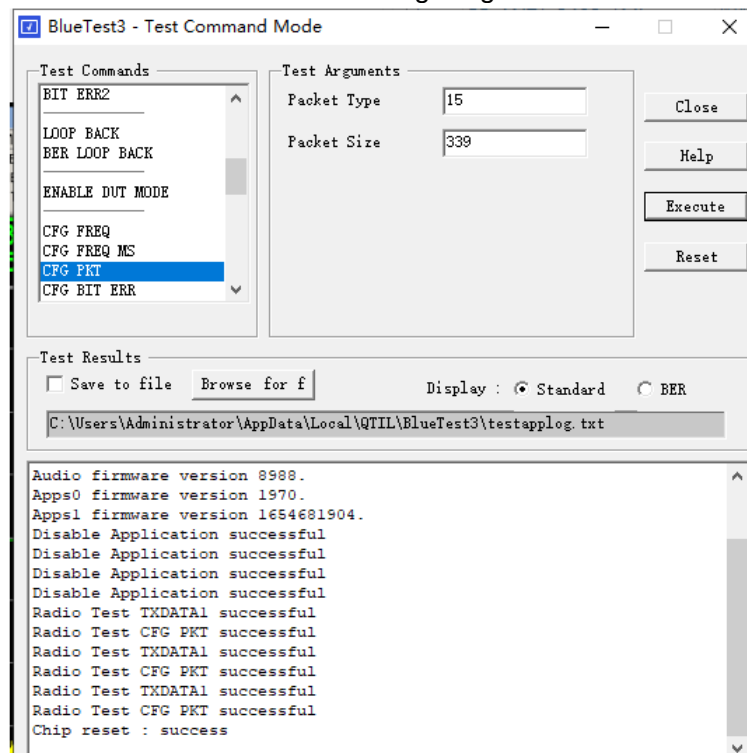 BlueTest3 - Test Command Mode
Test Commands
BIT ERR2
LOOP BACK
BER LOOP BACK
ENABLE DUT MODE
CFG FREQ
CFG FREQ MS
CFG PKT
CFG BIT ERR
Test Arguments
Packet Type 15
Packet Size 339
Close
Help
Execute
Reset
Test Results
Save to file Browse for f Display : Standard BER
C:\Users\Administrator\AppData\Local\QTIL\BlueTest3\testapplog.txt
Audio firmware version 8988.
Apps0 firmware version 1970.
Apps1 firmware version 1654681904.
Disable Application successful
Disable Application successful
Disable Application successful
Disable Application successful
Radio Test TXDATA1 successful
Radio Test CFG PKT successful
Radio Test TXDATA1 successful
Radio Test CFG PKT successful
Radio Test TXDATA1 successful
Radio Test CFG PKT successful
Chip reset : success